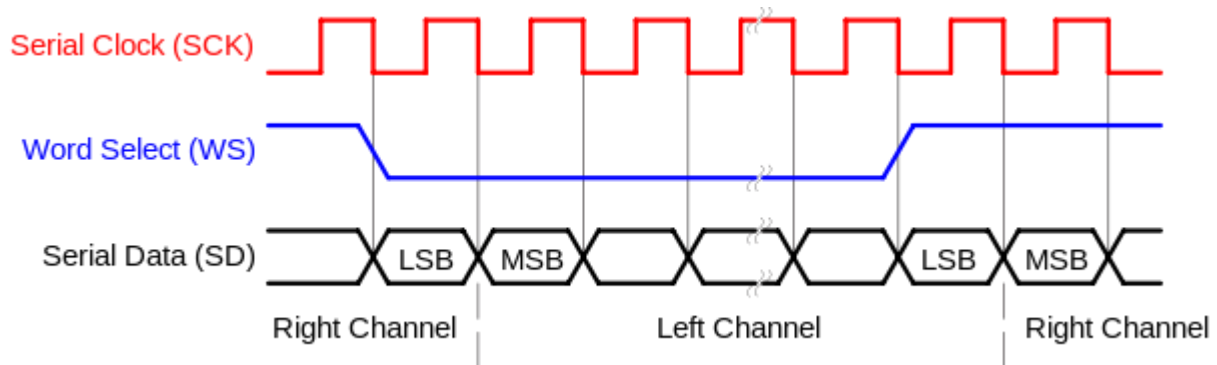 Serial Clock (SCK)
Word Select (WS)
Serial Data (SD)
LSB MSB LSB MSB
Right Channel Left Channel Right Channel